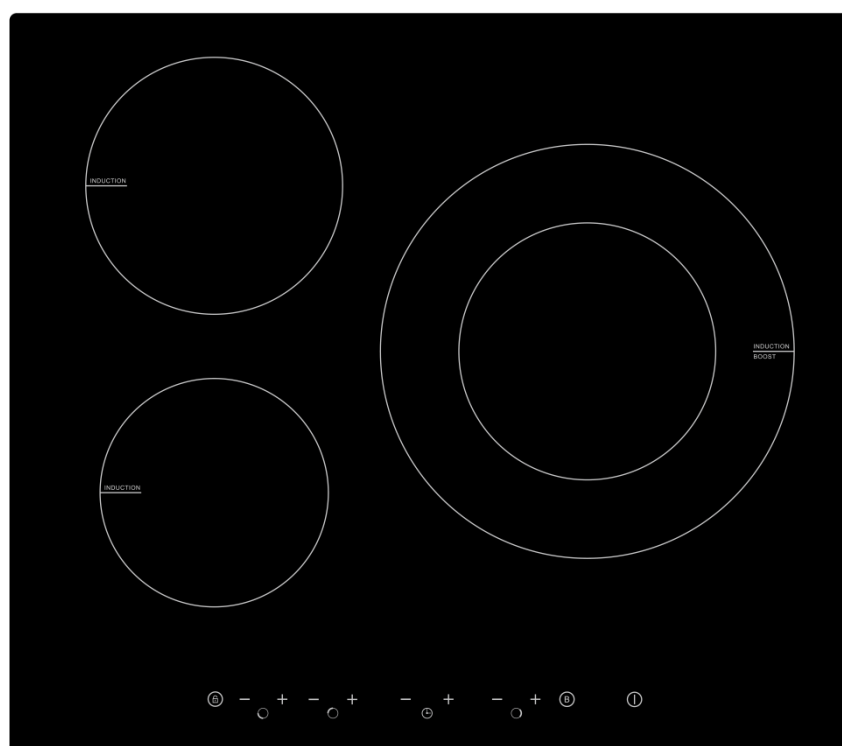 INDUCTION
INDUCTION
BOOST
INDUCTION
− + − + − + − + B